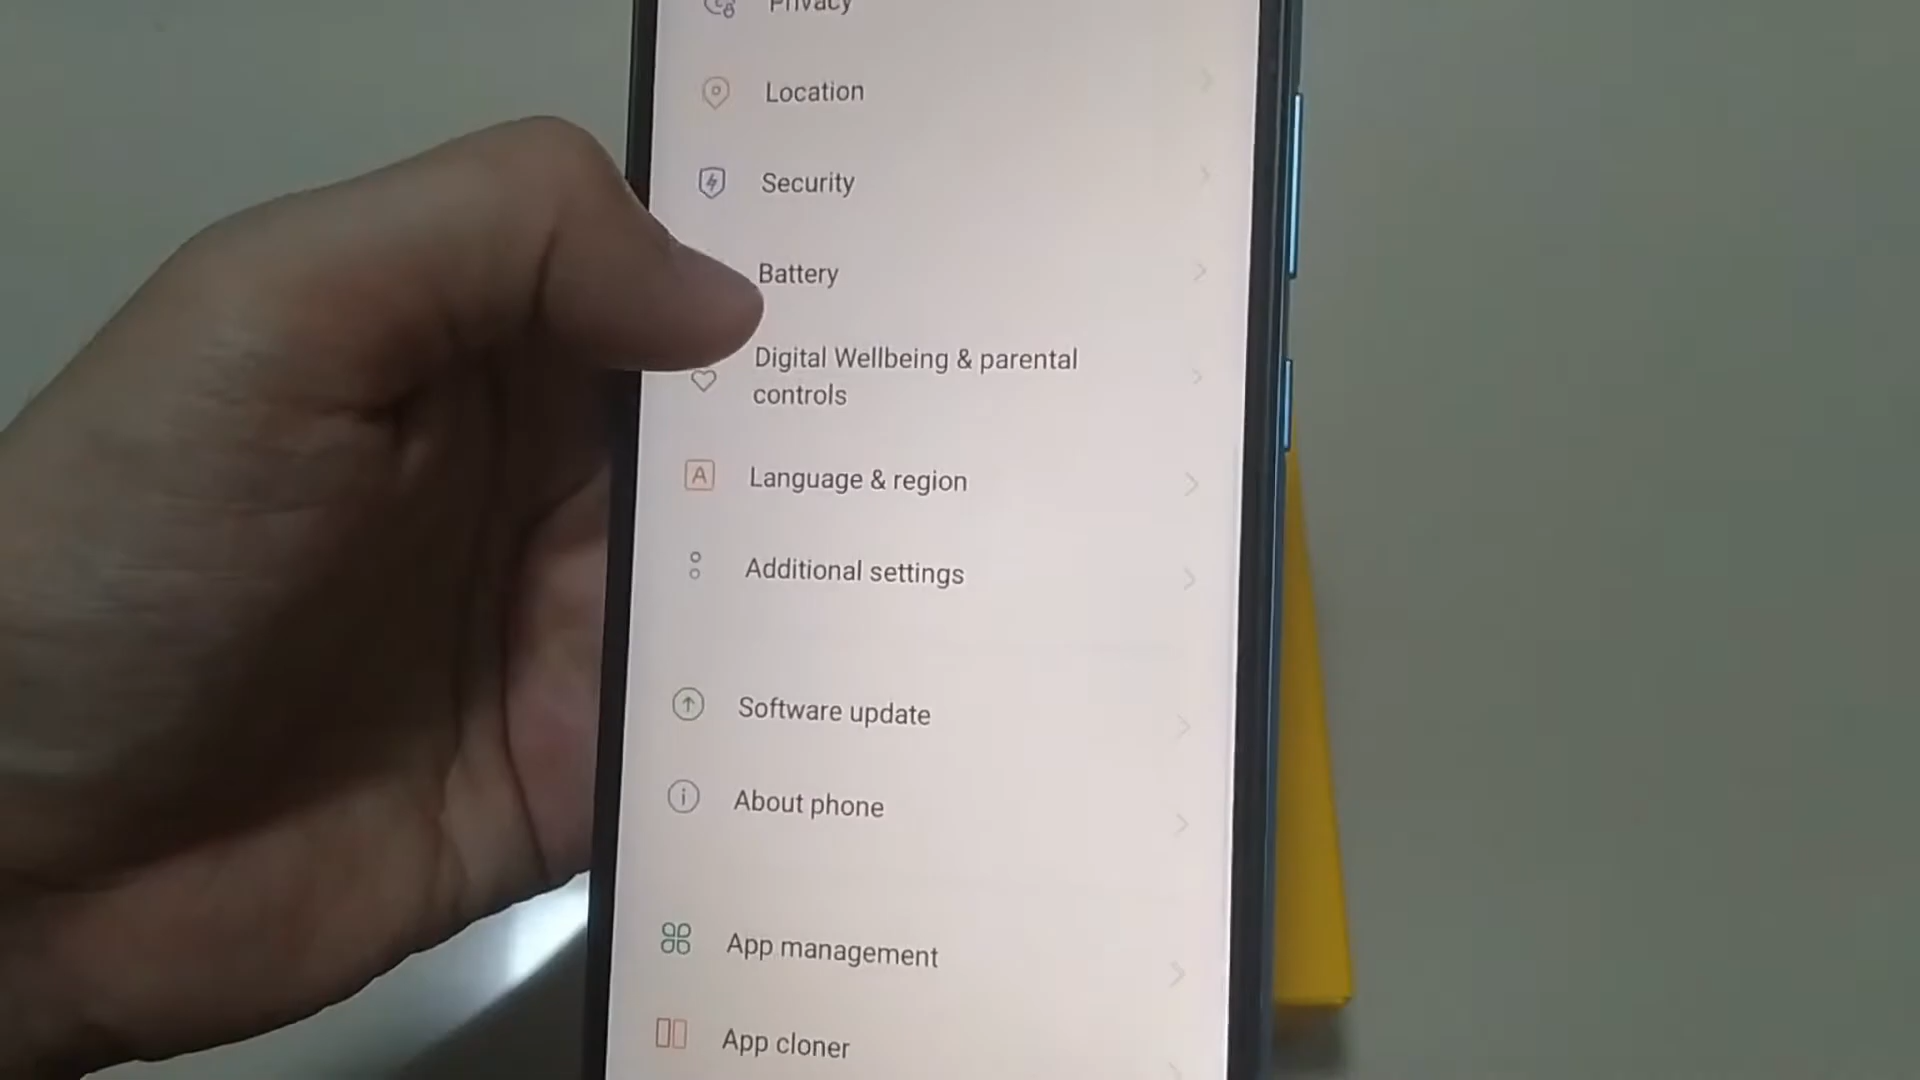 Privacy
Location
Security
Battery
Digital Wellbeing & parental
controls
A
Language & region
Additional settings
Software update
About phone
App management
App cloner